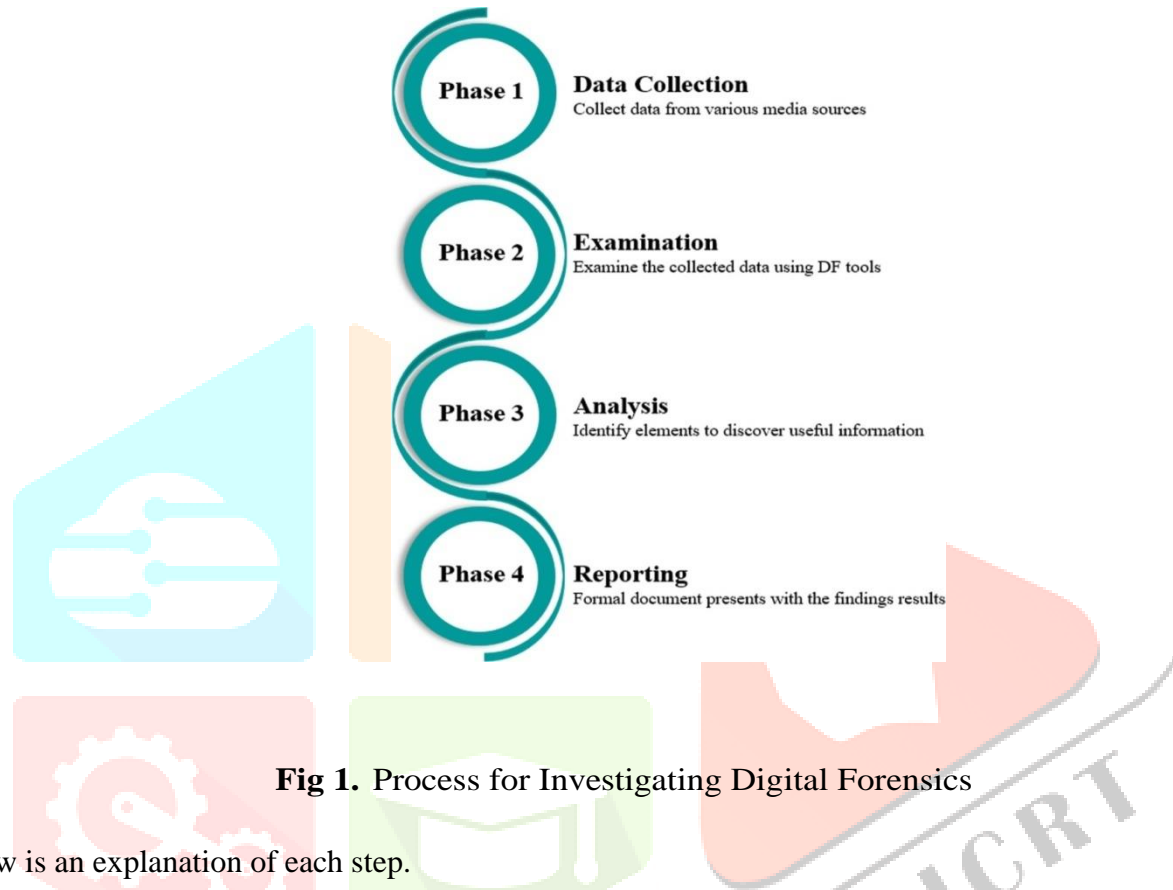 Phase 1
Data Collection
Collect data from various media sources
Phase 2
Examination
Examine the collected data using DF tools
Phase 3
Analysis
Identify elements to discover useful information
Phase 4
Reporting
Formal document presents with the findings results
Fig 1. Process for Investigating Digital Forensics
is an explanation of each step.